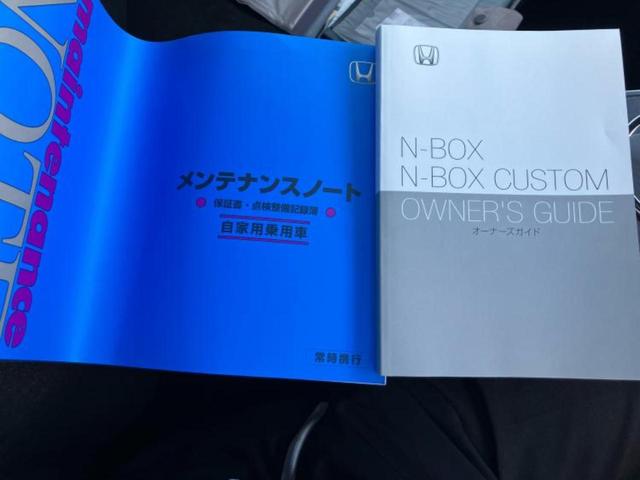 maintenance
NOTE
メンテナンスノート
保証書・点検整備記録簿
自家用乗用車
常時携行
N-BOX
N-BOX CUSTOM
OWNER'S GUIDE
オーナーズガイド